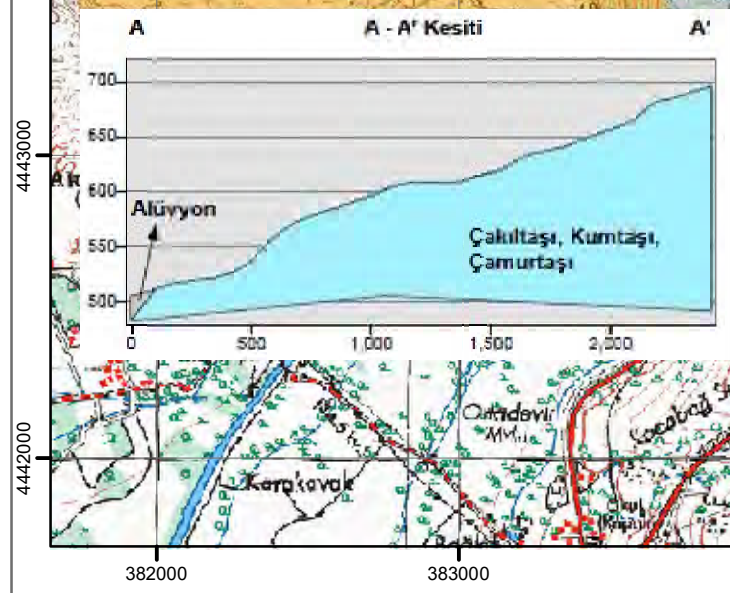 A A - A' Kesiti A'
700
650
600
550
500
Alüvyon
Çakıltaşı, Kumtaşı,
Çamurtaşı
0 500 1,000 1,500 2,000
4443000
4442000
Karakavak
382000 383000